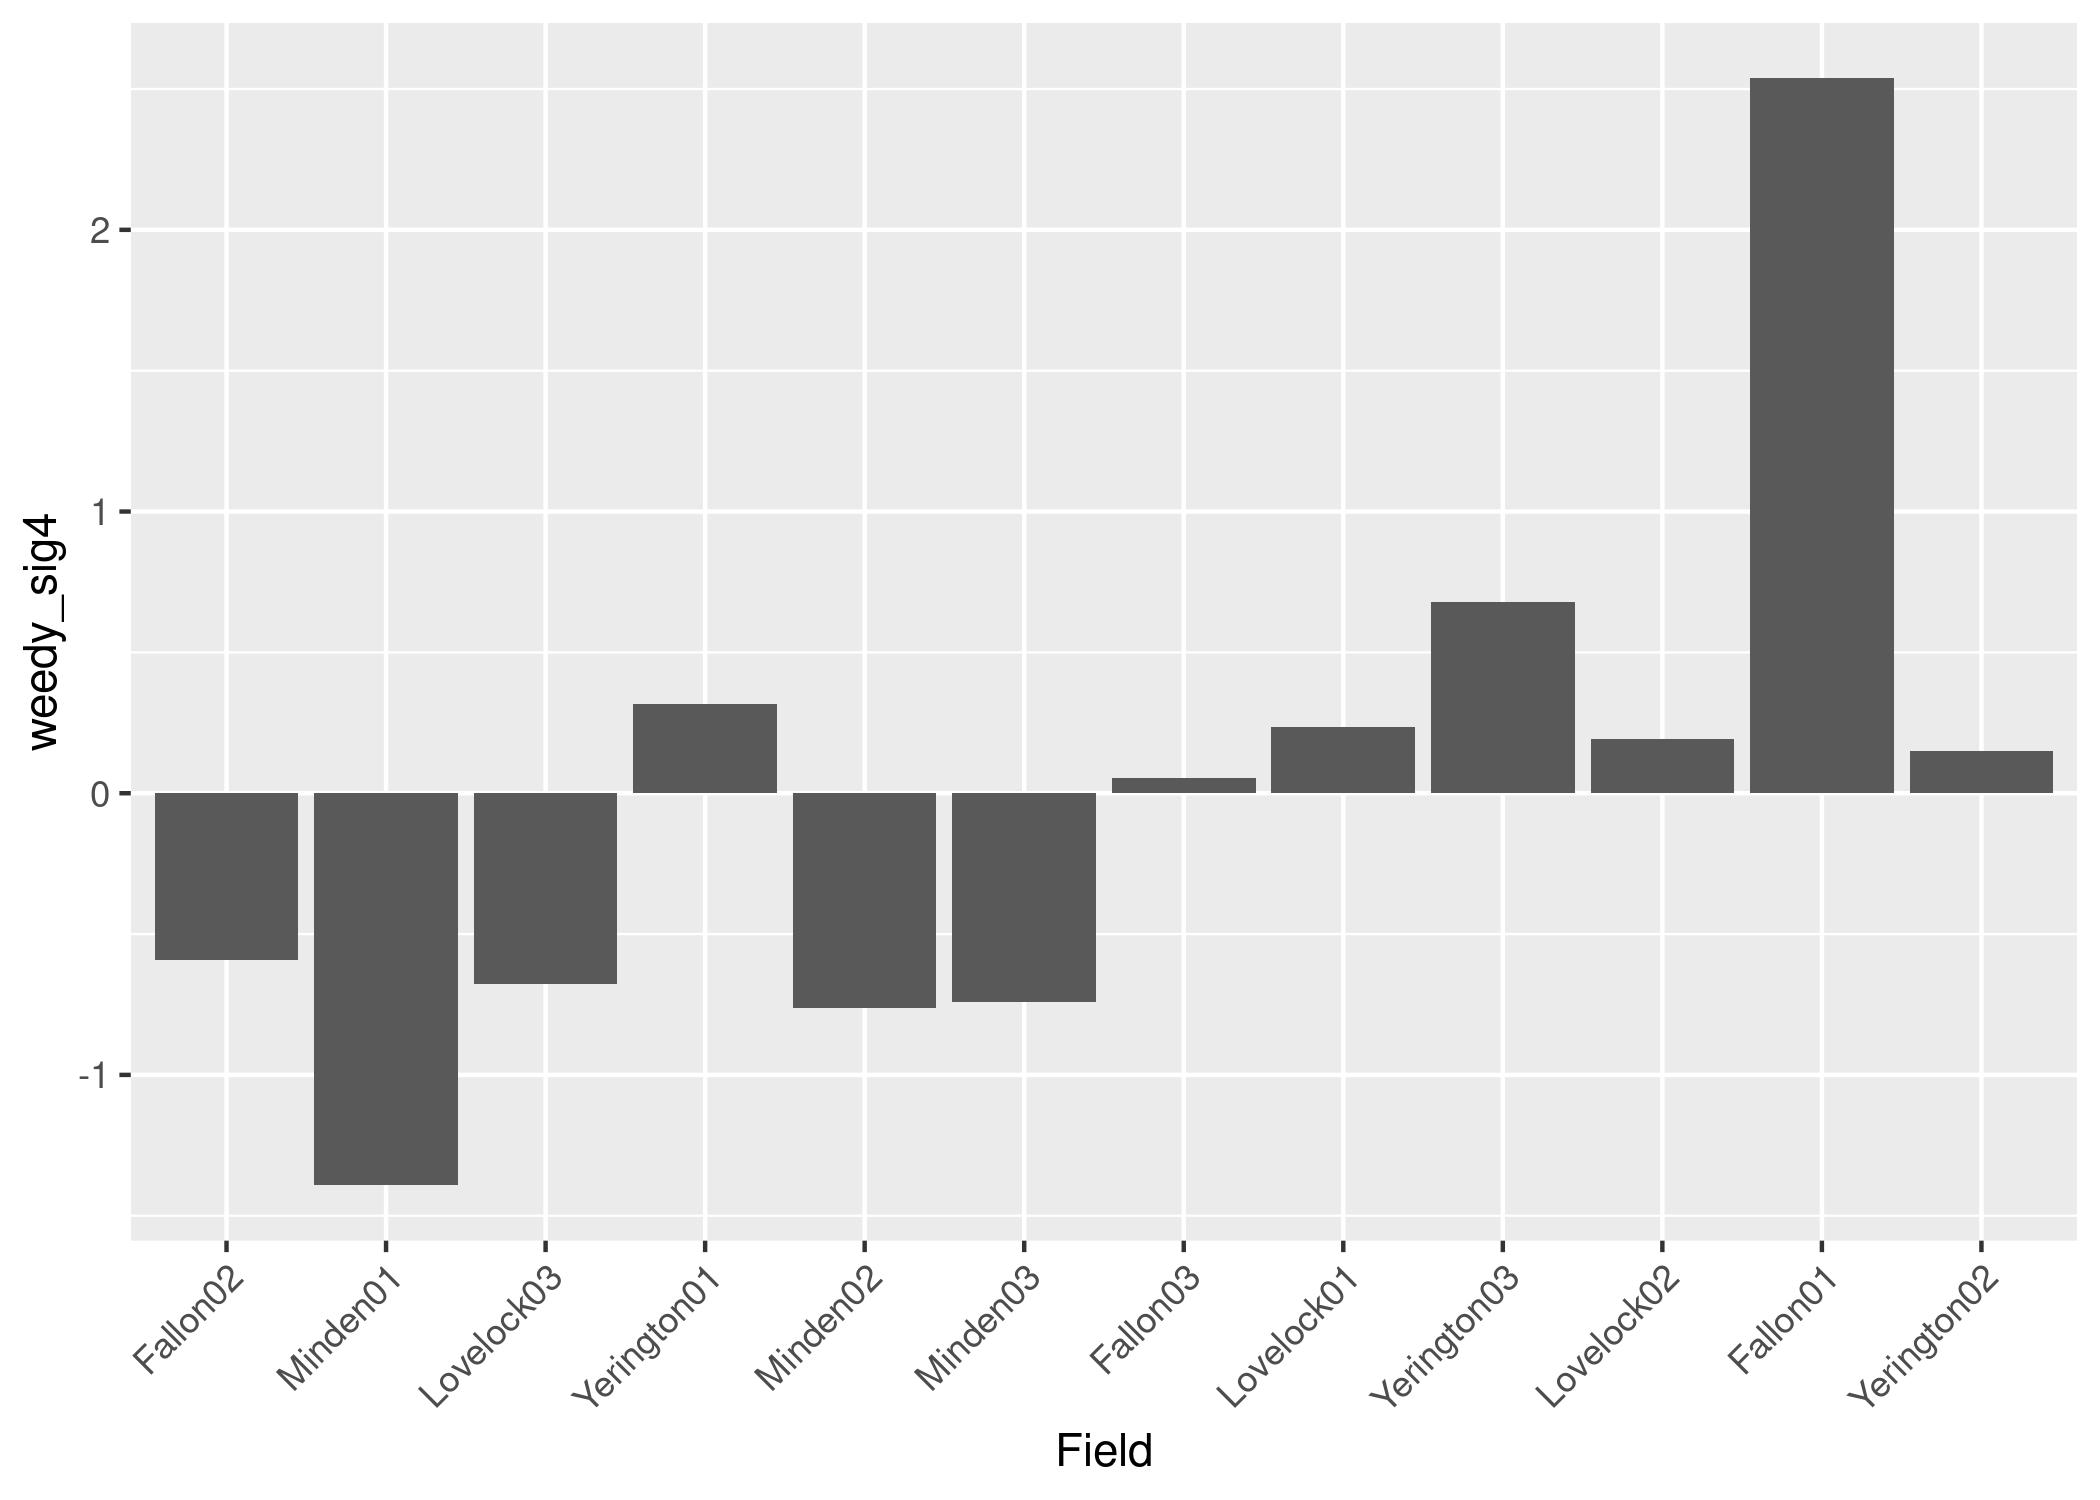 weedy_sig4
2
1
0
-1
Fallon02
Minden01
Lovelock03
Yerington01
Minden02
Minden03
Fallon03
Lovelock01
Yerington03
Lovelock02
Fallon01
Yerington02
Field